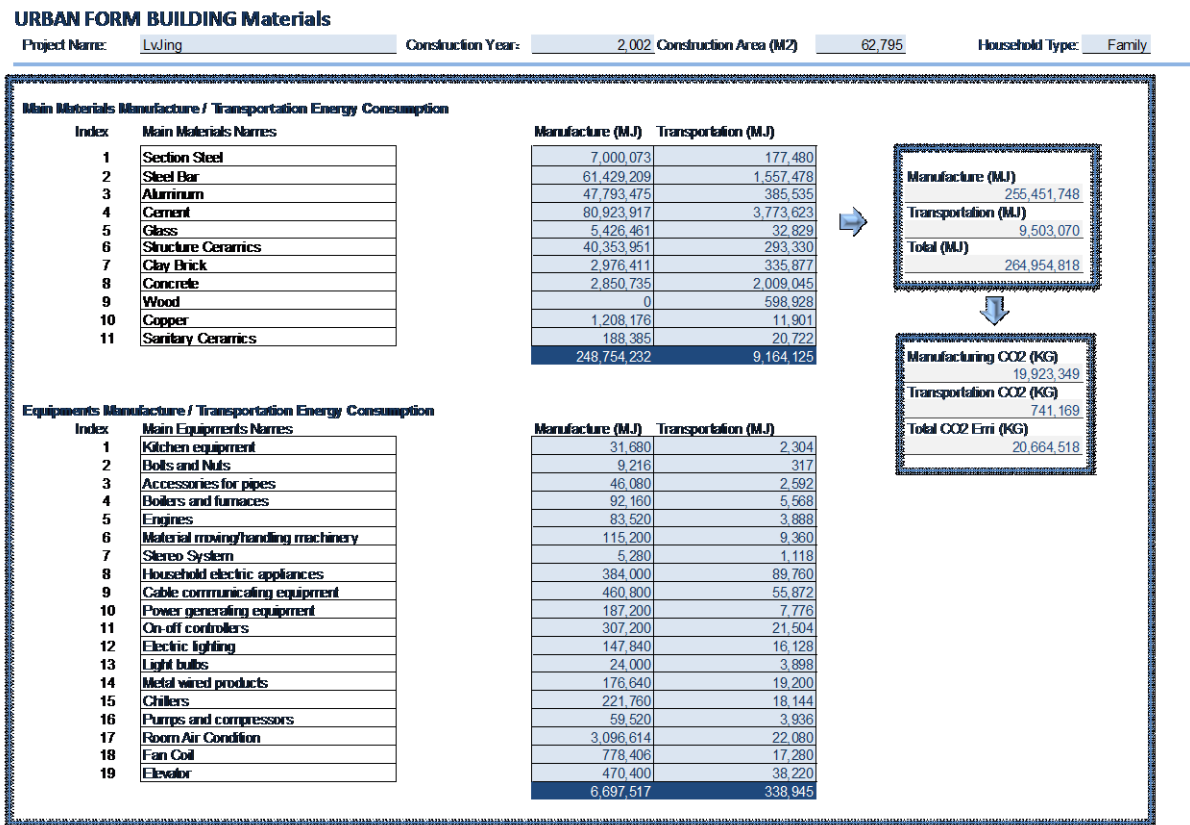 URBAN FORM BUILDING Materials
Project Name: LvJing Construction Year: 2,002 Construction Area (M2) 62,795 Household Type: Family
Main Materials Manufacture / Transportation Energy Consumption
Index Main Materials Names Manufacture (MJ) Transportation (MJ)
1 Section Steel 7,000,073 177,480
2 Steel Bar 61,429,209 1,557,478
3 Aluminum 47,793,475 385,535
4 Cement 80,923,917 3,773,623
5 Glass 5,426,461 32,829
6 Structure Ceramics 40,353,951 293,330
7 Clay Brick 2,976,411 335,877
8 Concrete 2,850,735 2,009,045
9 Wood 0 598,928
10 Copper 1,208,176 11,901
11 Sanitary Ceramics 188,385 20,722
248,754,232 9,164,125
Manufacture (MJ)
255,451,748
Transportation (MJ)
9,503,070
Total (MJ)
264,954,818
Manufacturing CO2 (KG)
19,923,349
Transportation CO2 (KG)
741,169
Total CO2 Emi (KG)
20,664,518
Equipments Manufacture / Transportation Energy Consumption
Index Main Equipments Names Manufacture (MJ) Transportation (MJ)
1 Kitchen equipment 31,680 2,304
2 Bolts and Nuts 9,216 317
3 Accessories for pipes 46,080 2,592
4 Boilers and furnaces 92,160 5,568
5 Engines 83,520 3,888
6 Material moving/handling machinery 115,200 9,360
7 Stereo System 5,280 1,118
8 Household electric appliances 384,000 89,760
9 Cable communicating equipment 460,800 55,872
10 Power generating equipment 187,200 7,776
11 On-off controllers 307,200 21,504
12 Electric lighting 147,840 16,128
13 Light bulbs 24,000 3,898
14 Metal wired products 176,640 19,200
15 Chillers 221,760 18,144
16 Pumps and compressors 59,520 3,936
17 Room Air Condition 3,096,614 22,080
18 Fan Coil 778,406 17,280
19 Elevator 470,400 38,220
6,697,517 338,945